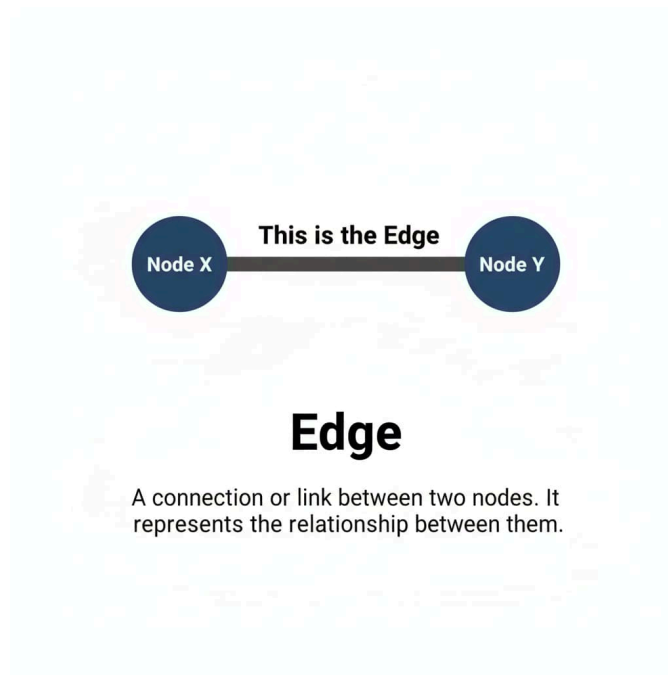 This is the Edge
Node X
Node Y
Edge
A connection or link between two nodes. It
represents the relationship between them.